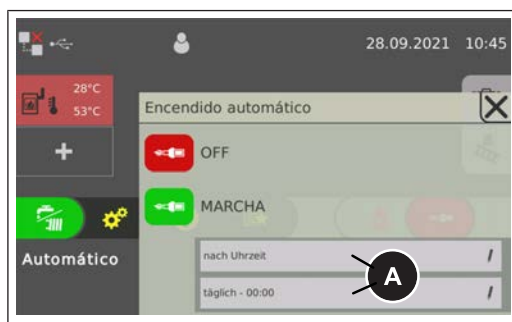 28.09.2021 10:45
28°C
53°C
Encendido automático
+
OFF
MARCHA
Automático
nach Uhrzeit
täglich - 00:00
A